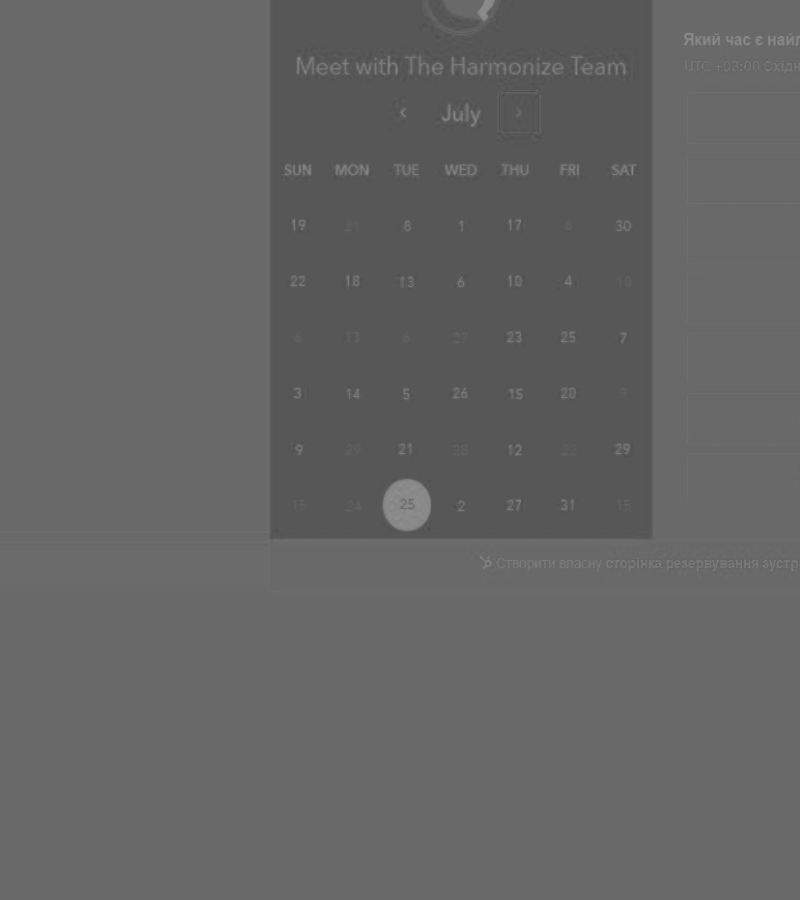 Meet with The Harmonize Team
July
SUN MON TUE WED THU FRI SAT
19 21 8 1 17 30
22 18 13 6 10 4 10
6 13 6 27 23 25 7
3 14 5 26 15 20 9
9 20 21 28 12 22 29
15 24 25 2 27 31 15
Який час є найл
UTC +03:00 Східн
Створити власну сторінка резервування зустр